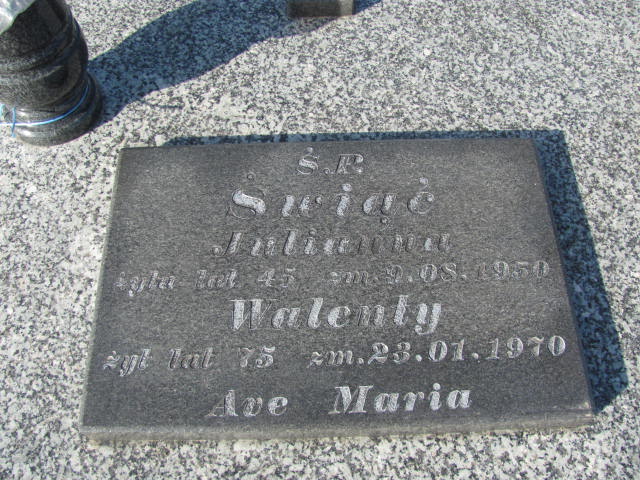 Ś.P.
Święć
Julianna
żyła lat 45 zm. 9.08.1950
Walenty
żył lat 75 zm. 23.01.1970
Ave Maria